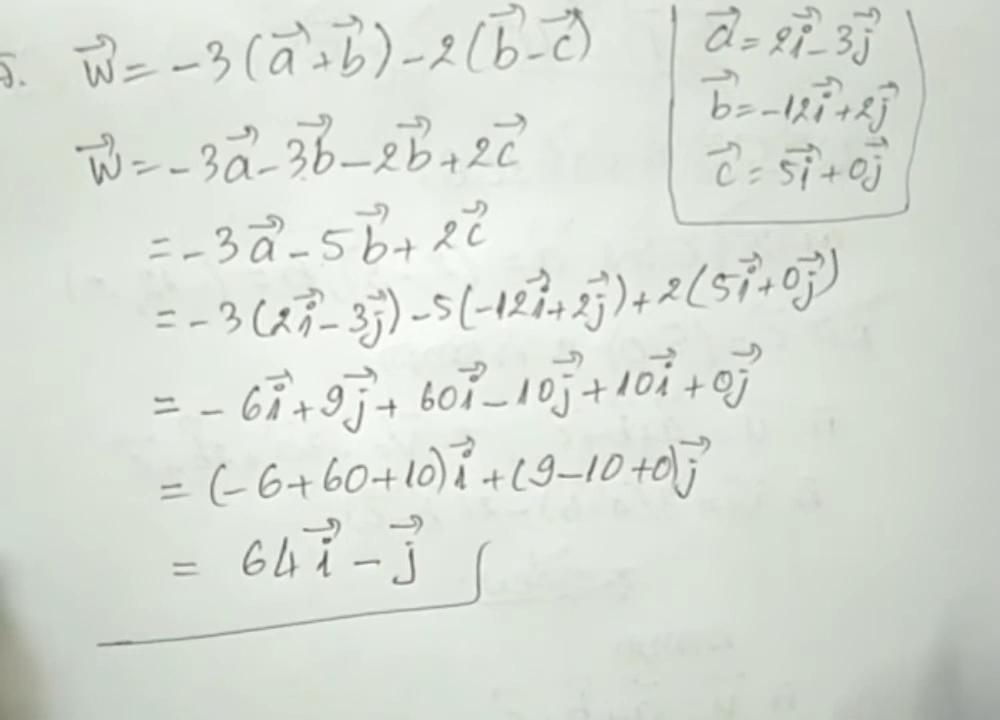 5. w⃗ = -3(a⃗+b⃗)-2(b⃗-c⃗)
w⃗ = -3a⃗-3b⃗-2b⃗+2c⃗
= -3a⃗-5b⃗+2c⃗
= -3(2i⃗-3j⃗)-5(-12i⃗+2j⃗)+2(5i⃗+0j⃗)
= -6i⃗+9j⃗+60i⃗-10j⃗+10i⃗+0j⃗
= (-6+60+10)i⃗+(9-10+0)j⃗
= 64i⃗-j⃗
a⃗ = 2i⃗-3j⃗
b⃗ = -12i⃗+2j⃗
c⃗ = 5i⃗+0j⃗